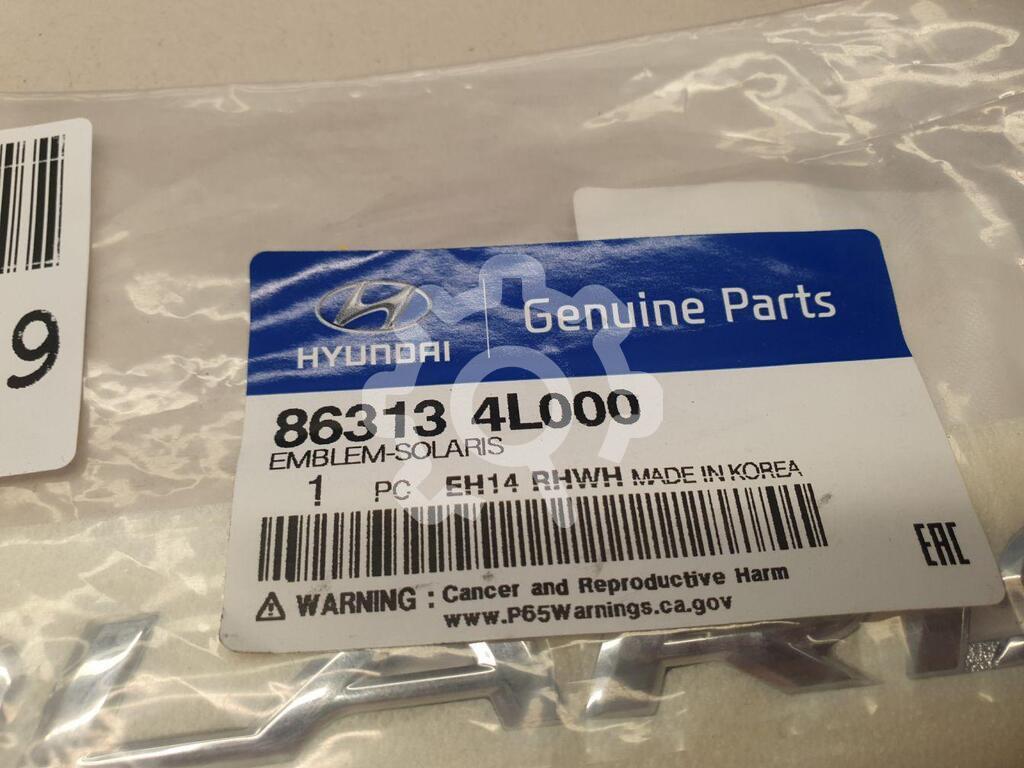 9
HYUNDAI
Genuine Parts
86313 4L000
EMBLEM-SOLARIS
1 PC EH14 RHWH MADE IN KOREA
EAC
WARNING : Cancer and Reproductive Harm
www.P65Warnings.ca.gov